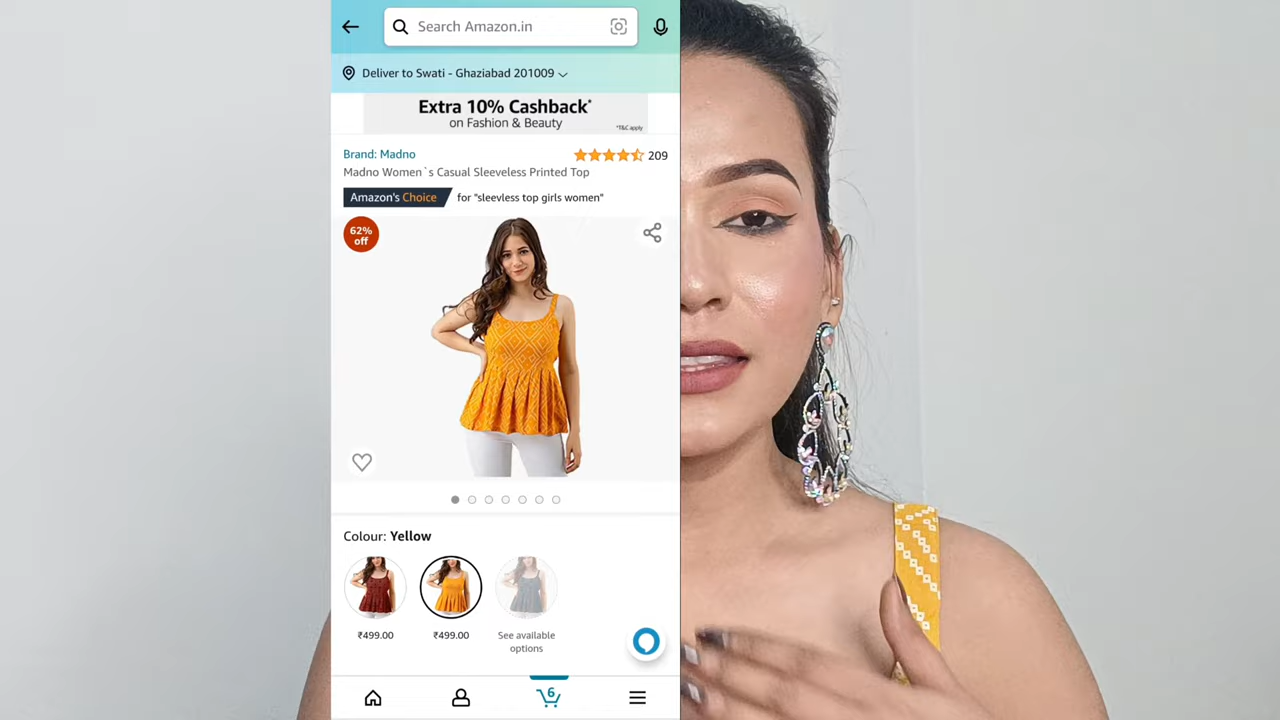 Search Amazon.in
Deliver to Swati - Ghaziabad 201009
Extra 10% Cashback*
on Fashion & Beauty
*T&C apply
Brand: Madno
209
Madno Women`s Casual Sleeveless Printed Top
Amazon's Choice for "sleevless top girls women"
62%
off
Colour: Yellow
₹499.00
₹499.00
See available
options
6